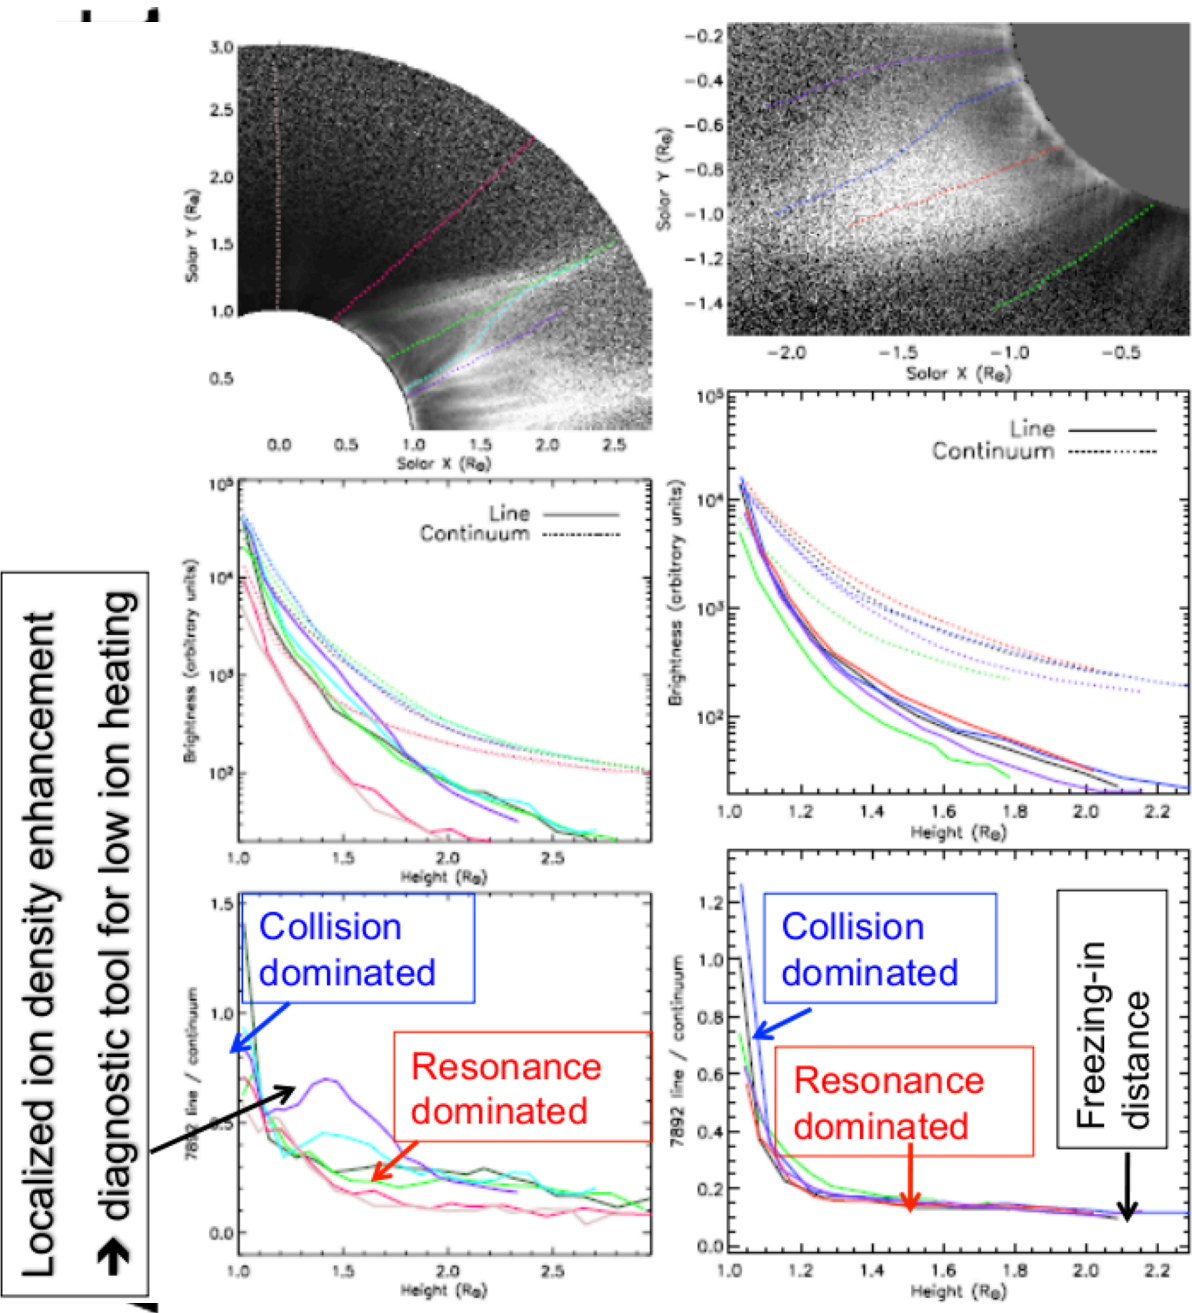 Localized ion density enhancement
➔ diagnostic tool for low ion heating
3.0
2.5
2.0
1.5
1.0
0.5
Solar Y (R⊙)
0.0 0.5 1.0 1.5 2.0 2.5
Solar X (R⊙)
-0.2
-0.4
-0.6
-0.8
-1.0
-1.2
-1.4
Solar Y (R⊙)
-2.0 -1.5 -1.0 -0.5
Solar X (R⊙)
10⁵
10⁴
10³
10²
Brightness (arbitrary units)
Line
Continuum
1.0 1.5 2.0 2.5
Height (R⊙)
10⁵
10⁴
10³
10²
Brightness (arbitrary units)
Line
Continuum
1.0 1.2 1.4 1.6 1.8 2.0 2.2
Height (R⊙)
1.5
1.0
0.5
0.0
7892 line / continuum
Collision
dominated
Resonance
dominated
1.0 1.5 2.0 2.5
Height (R⊙)
1.2
1.0
0.8
0.6
0.4
0.2
0.0
7892 line / continuum
Collision
dominated
Resonance
dominated
Freezing-in
distance
1.0 1.2 1.4 1.6 1.8 2.0 2.2
Height (R⊙)